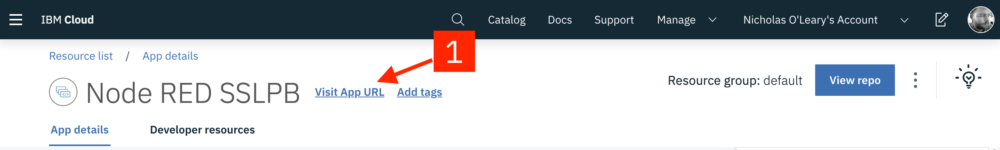 IBM Cloud Catalog Docs Support Manage Nicholas O'Leary's Account
1
Resource list / App details
Resource group: default View repo
Node RED SSLPB Visit App URL Add tags
App details Developer resources